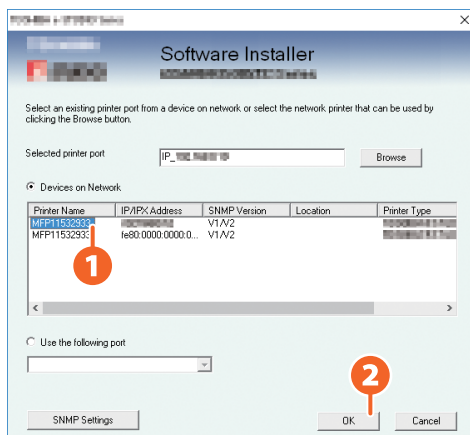 Software Installer
Select an existing printer port from a device on network or select the network printer that can be used by
clicking the Browse button.
Selected printer port
IP_
Browse
Devices on Network
Printer Name IP/IPX Address SNMP Version Location Printer Type
MFP11532933 V1/V2
MFP11532933 fe80:0000:0000:0... V1/V2
1
Use the following port
2
SNMP Settings OK Cancel